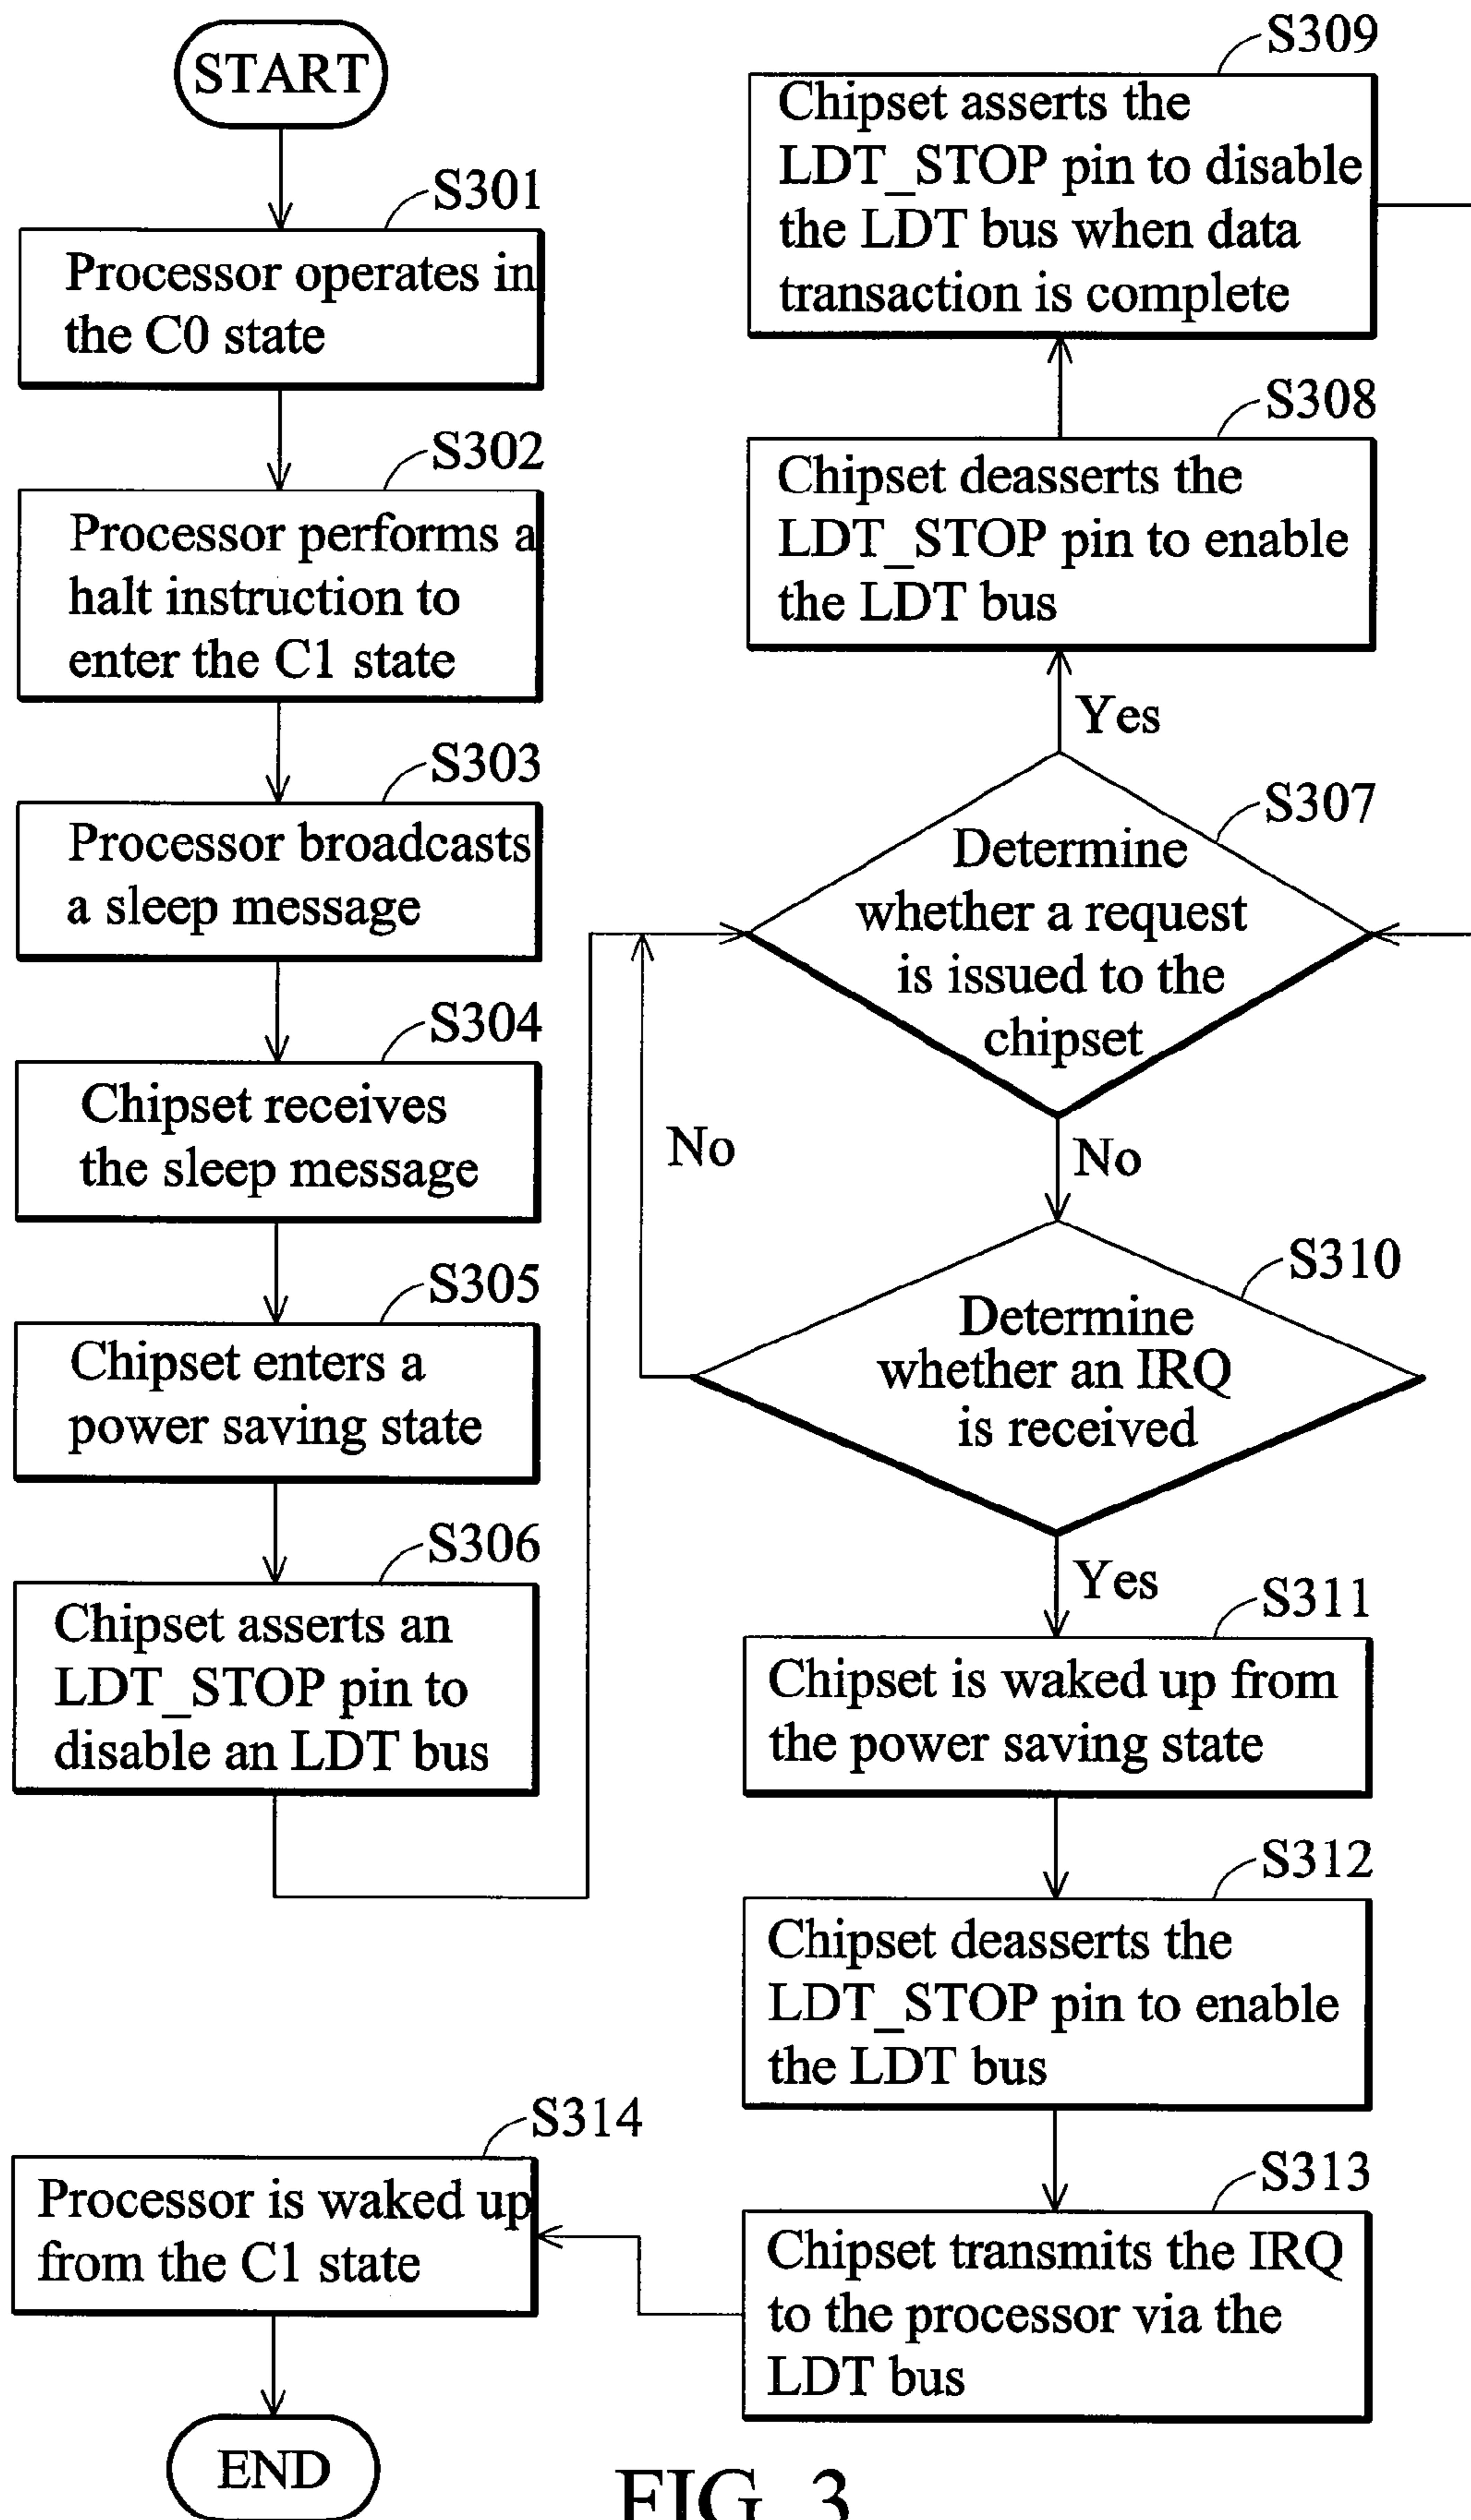 START
S301
Processor operates in
the C0 state
S302
Processor performs a
halt instruction to
enter the C1 state
S303
Processor broadcasts
a sleep message
S304
Chipset receives
the sleep message
S305
Chipset enters a
power saving state
S306
Chipset asserts an
LDT_STOP pin to
disable an LDT bus
S309
Chipset asserts the
LDT_STOP pin to disable
the LDT bus when data
transaction is complete
S308
Chipset deasserts the
LDT_STOP pin to enable
the LDT bus
Yes
S307
Determine
whether a request
is issued to the
chipset
No
No
S310
Determine
whether an IRQ
is received
Yes
S311
Chipset is waked up from
the power saving state
S312
Chipset deasserts the
LDT_STOP pin to enable
the LDT bus
S313
Chipset transmits the IRQ
to the processor via the
LDT bus
S314
Processor is waked up
from the C1 state
END
FIG. 3